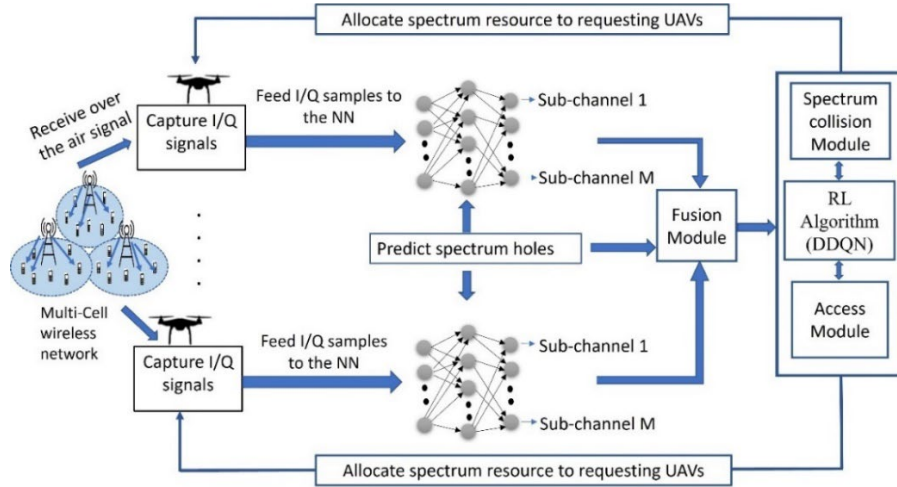 Allocate spectrum resource to requesting UAVs
Receive over
the air signal
Capture I/Q
signals
Feed I/Q samples to
the NN
Sub-channel 1
Sub-channel M
Spectrum
collision
Module
RL
Algorithm
(DDQN)
Access
Module
Fusion
Module
Predict spectrum holes
Multi-Cell
wireless
network
Capture I/Q
signals
Feed I/Q samples
to the NN
Sub-channel 1
Sub-channel M
Allocate spectrum resource to requesting UAVs